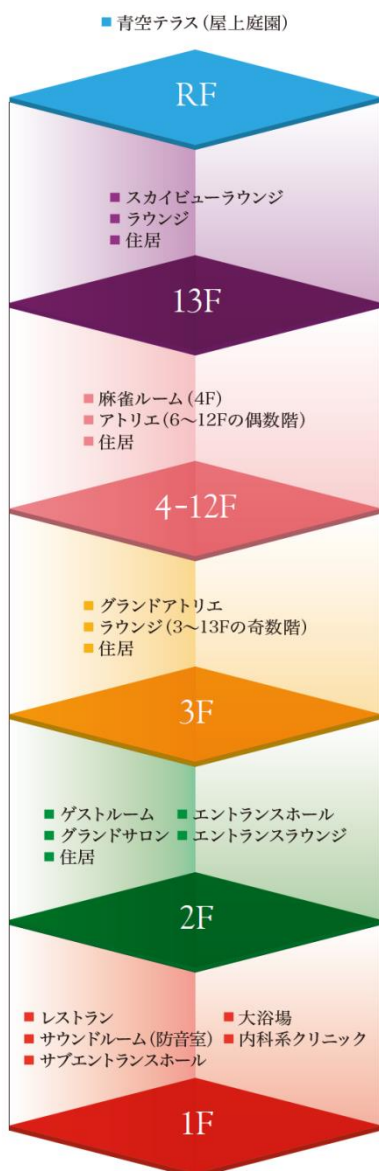 ■ 青空テラス(屋上庭園)
RF
■ スカイビューラウンジ
■ ラウンジ
■ 住居
13F
■ 麻雀ルーム(4F)
■ アトリエ(6〜12Fの偶数階)
■ 住居
4-12F
■ グランドアトリエ
■ ラウンジ(3〜13Fの奇数階)
■ 住居
3F
■ ゲストルーム ■ エントランスホール
■ グランドサロン ■ エントランスラウンジ
■ 住居
2F
■ レストラン ■ 大浴場
■ サウンドルーム(防音室) ■ 内科系クリニック
■ サブエントランスホール
1F